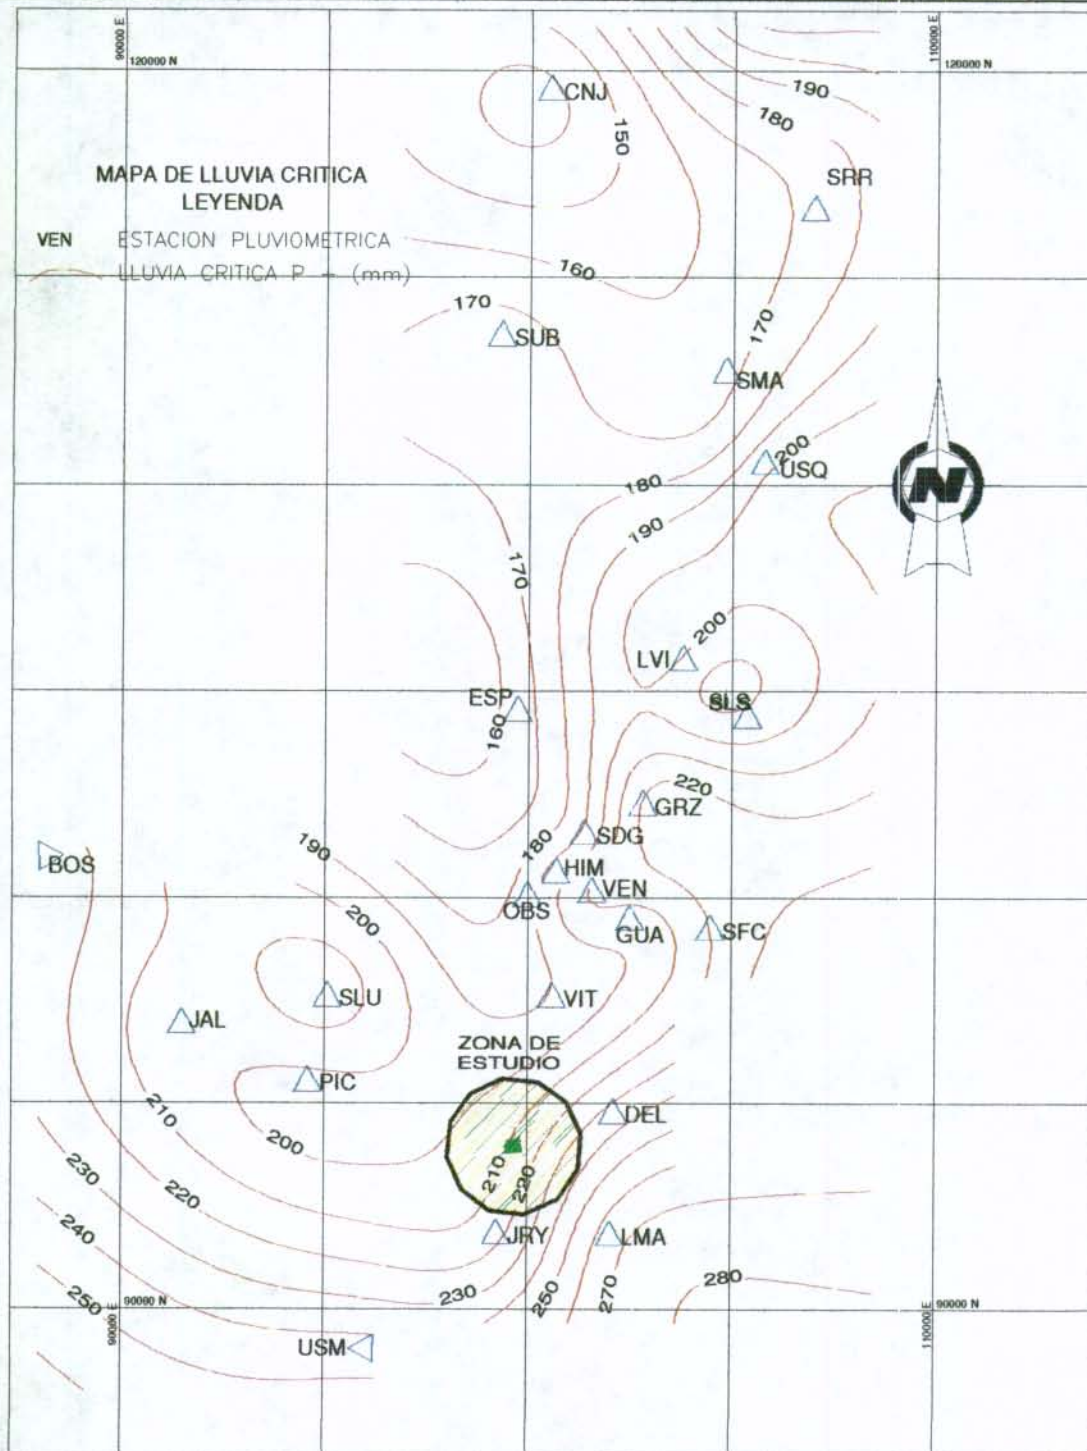 90000 E
120000 N
110000 E
120000 N
CNJ
190
180
150
MAPA DE LLUVIA CRITICA
LEYENDA
VEN ESTACION PLUVIOMETRICA
LLUVIA CRITICA P - (mm)
SRR
160
170
SUB
170
SMA
200
USQ
180
N
190
170
200
LVI
ESP
SLS
160
220
GRZ
190
SDG
180
BOS
HIM
VEN
OBS
200
GUA
SFC
SLU
VIT
JAL
ZONA DE
ESTUDIO
PIC
210
DEL
200
230
210
220
220
240
JRY
LMA
250
230
250
270
280
90000 E
90000 N
110000 E
90000 N
USM